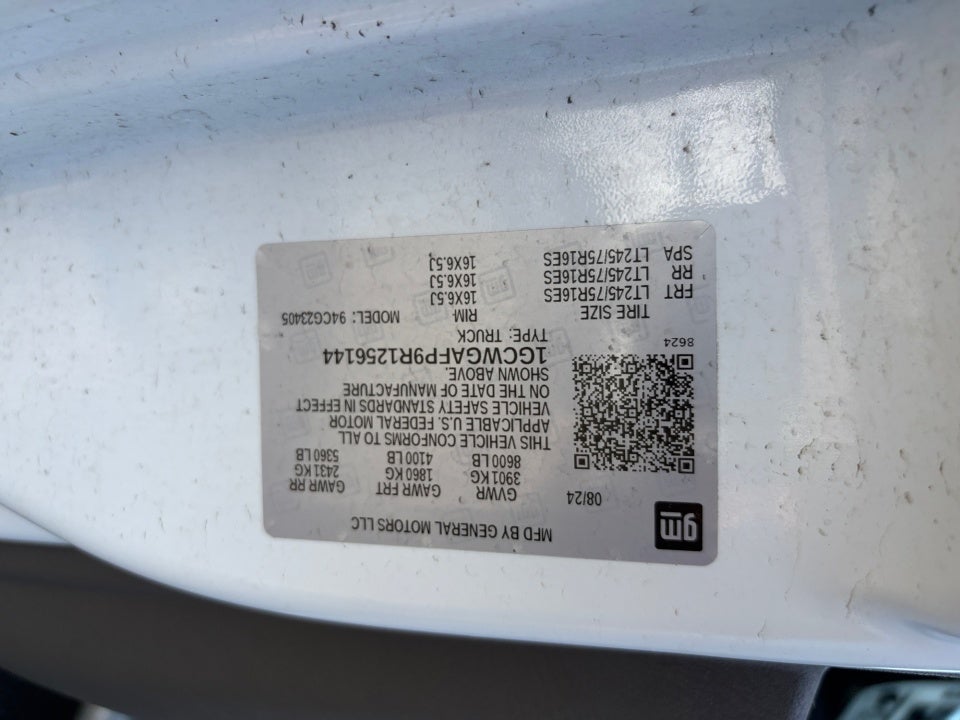 gm
MFD BY GENERAL MOTORS LLC
08/24
GVWR GAWR FRT GAWR RR
3901 KG 1860 KG 2431 KG
8600 LB 4100 LB 5360 LB
THIS VEHICLE CONFORMS TO ALL
APPLICABLE U.S. FEDERAL MOTOR
VEHICLE SAFETY STANDARDS IN EFFECT
ON THE DATE OF MANUFACTURE
SHOWN ABOVE.
1GCWGAFP9R1256144
8624
TYPE: TRUCK
TIRE SIZE RIM MODEL: 94CG23405
FRT LT245/75R16ES 16X6.5J
RR LT245/75R16ES 16X6.5J
SPA LT245/75R16ES 16X6.5J